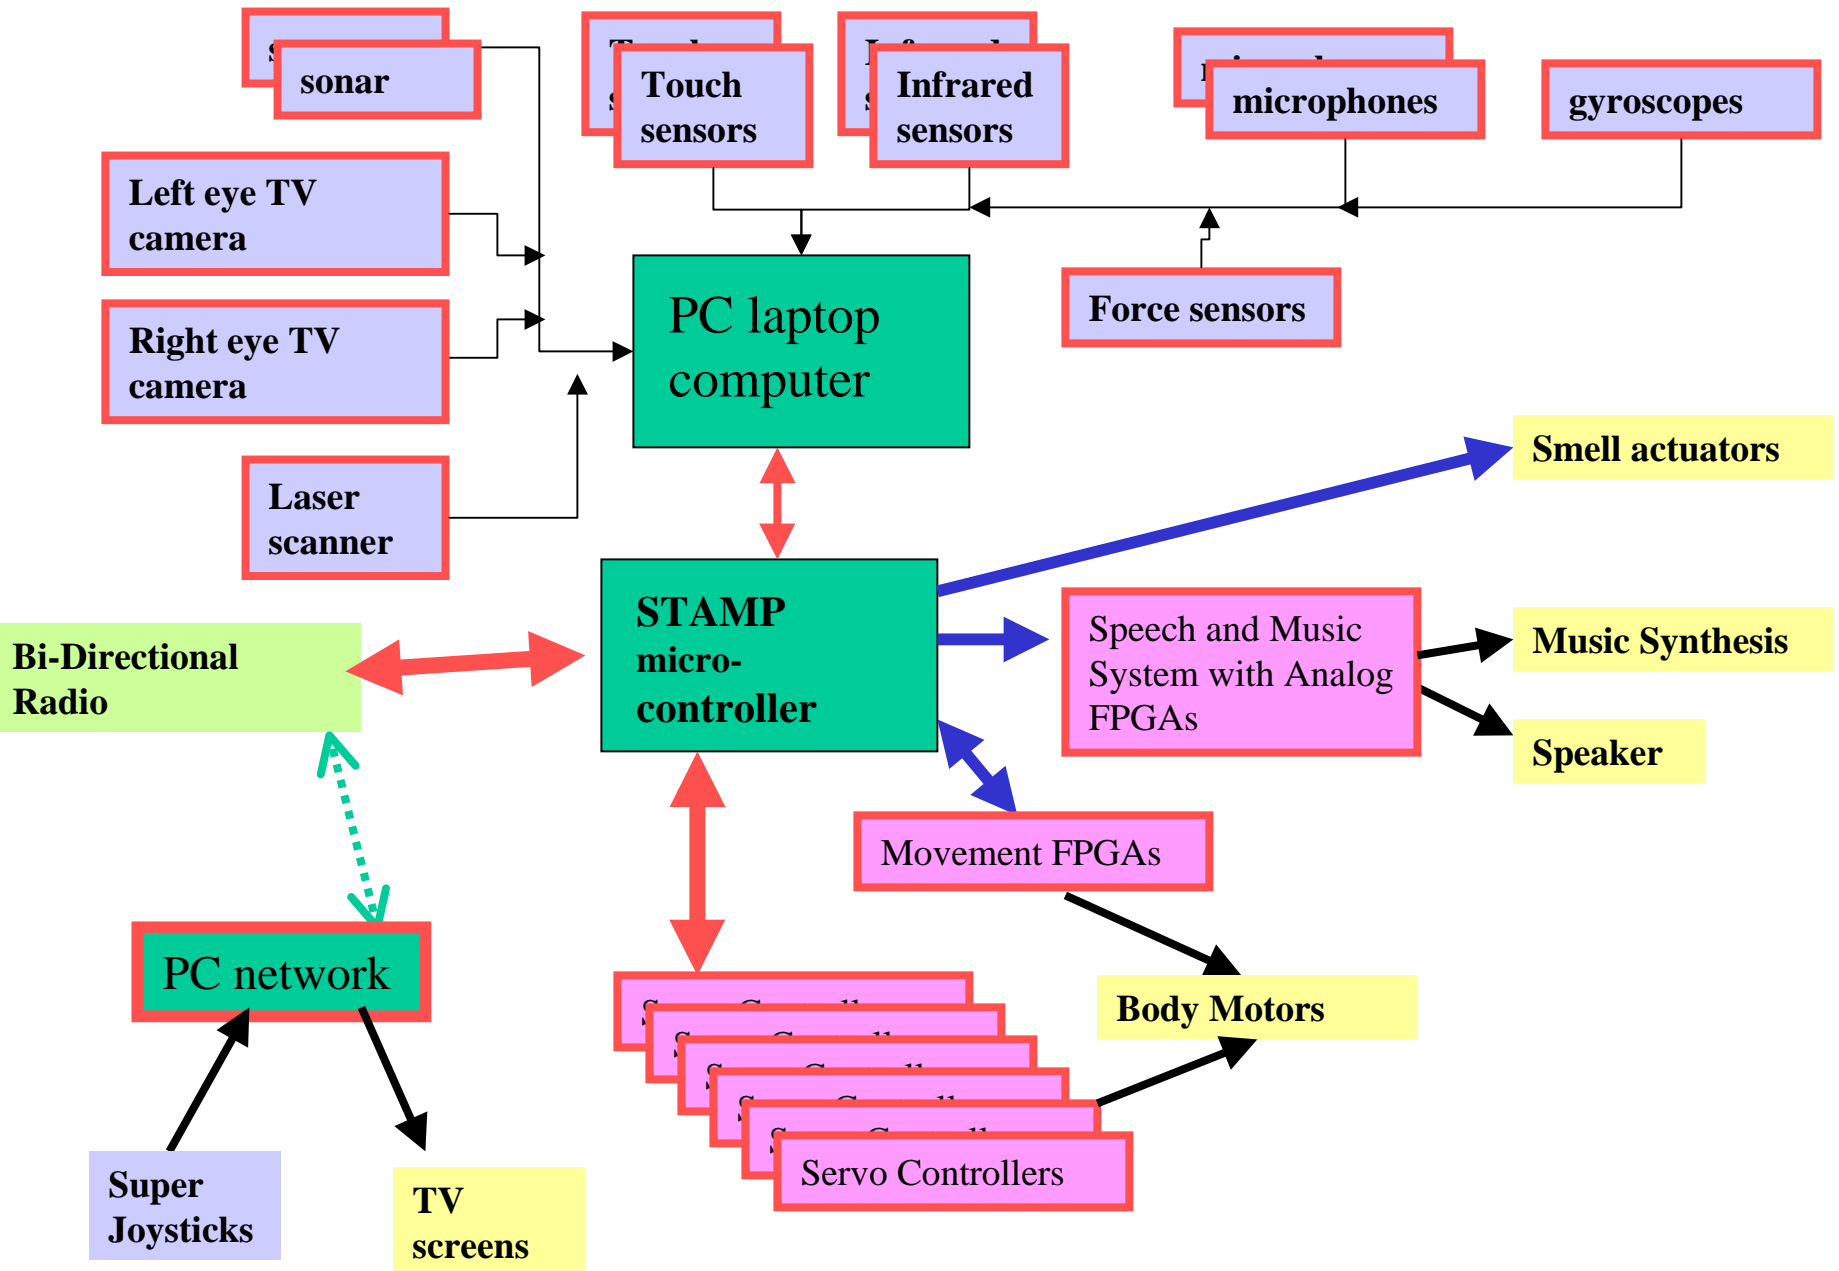 sonar
Touch
sensors
Infrared
sensors
microphones
gyroscopes
Left eye TV
camera
Right eye TV
camera
Laser
scanner
PC laptop
computer
Force sensors
Smell actuators
STAMP
micro-
controller
Speech and Music
System with Analog
FPGAs
Music Synthesis
Speaker
Bi-Directional
Radio
Movement FPGAs
PC network
Body Motors
Servo Controllers
Super
Joysticks
TV
screens